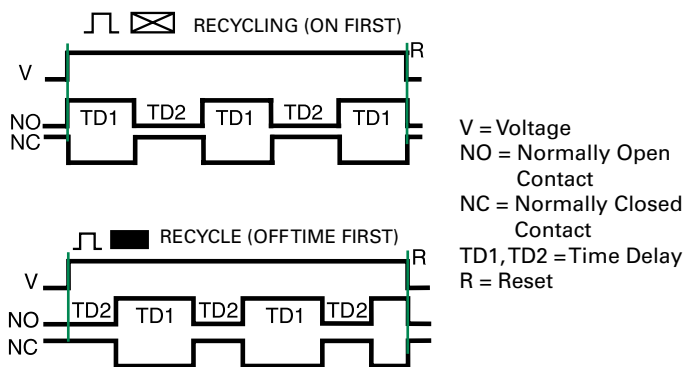 RECYCLING (ON FIRST)
R
V
TD1 TD2 TD1 TD2 TD1
NO
NC
RECYCLE (OFFTIME FIRST)
R
V
TD2 TD1 TD2 TD1 TD2
NO
NC
V = Voltage
NO = Normally Open
Contact
NC = Normally Closed
Contact
TD1, TD2 = Time Delay
R = Reset